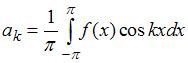 a_k = \frac{1}{\pi} \int_{-\pi}^{\pi} f(x) \cos kx dx